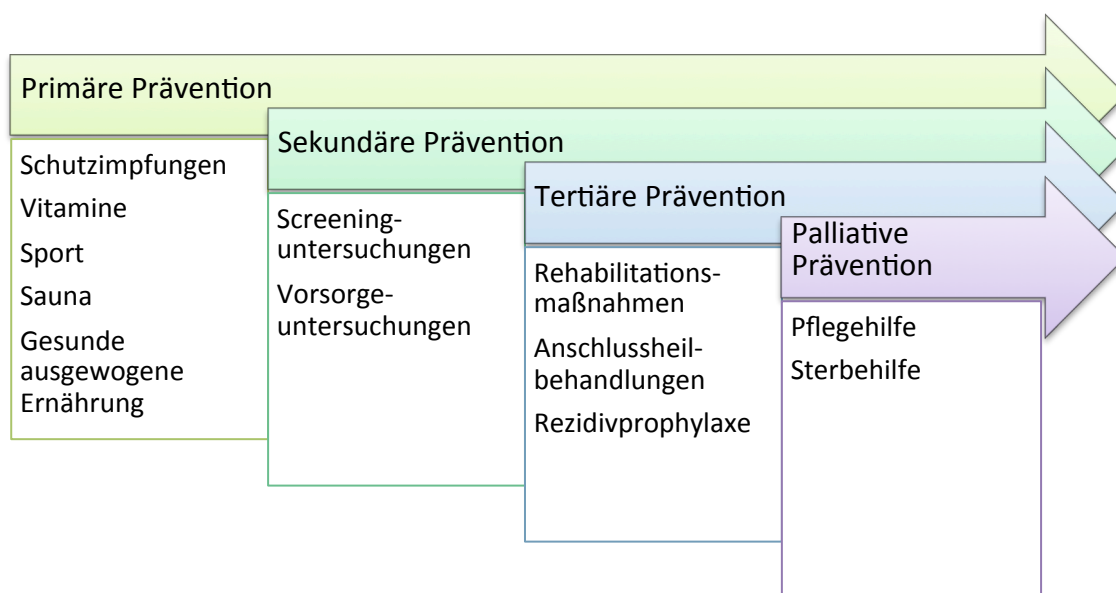 Primäre Prävention
Schutzimpfungen
Vitamine
Sport
Sauna
Gesunde
ausgewogene
Ernährung
Sekundäre Prävention
Screening-
untersuchungen
Vorsorge-
untersuchungen
Tertiäre Prävention
Rehabilitations-
maßnahmen
Anschlussheil-
behandlungen
Rezidivprophylaxe
Palliative
Prävention
Pflegehilfe
Sterbehilfe